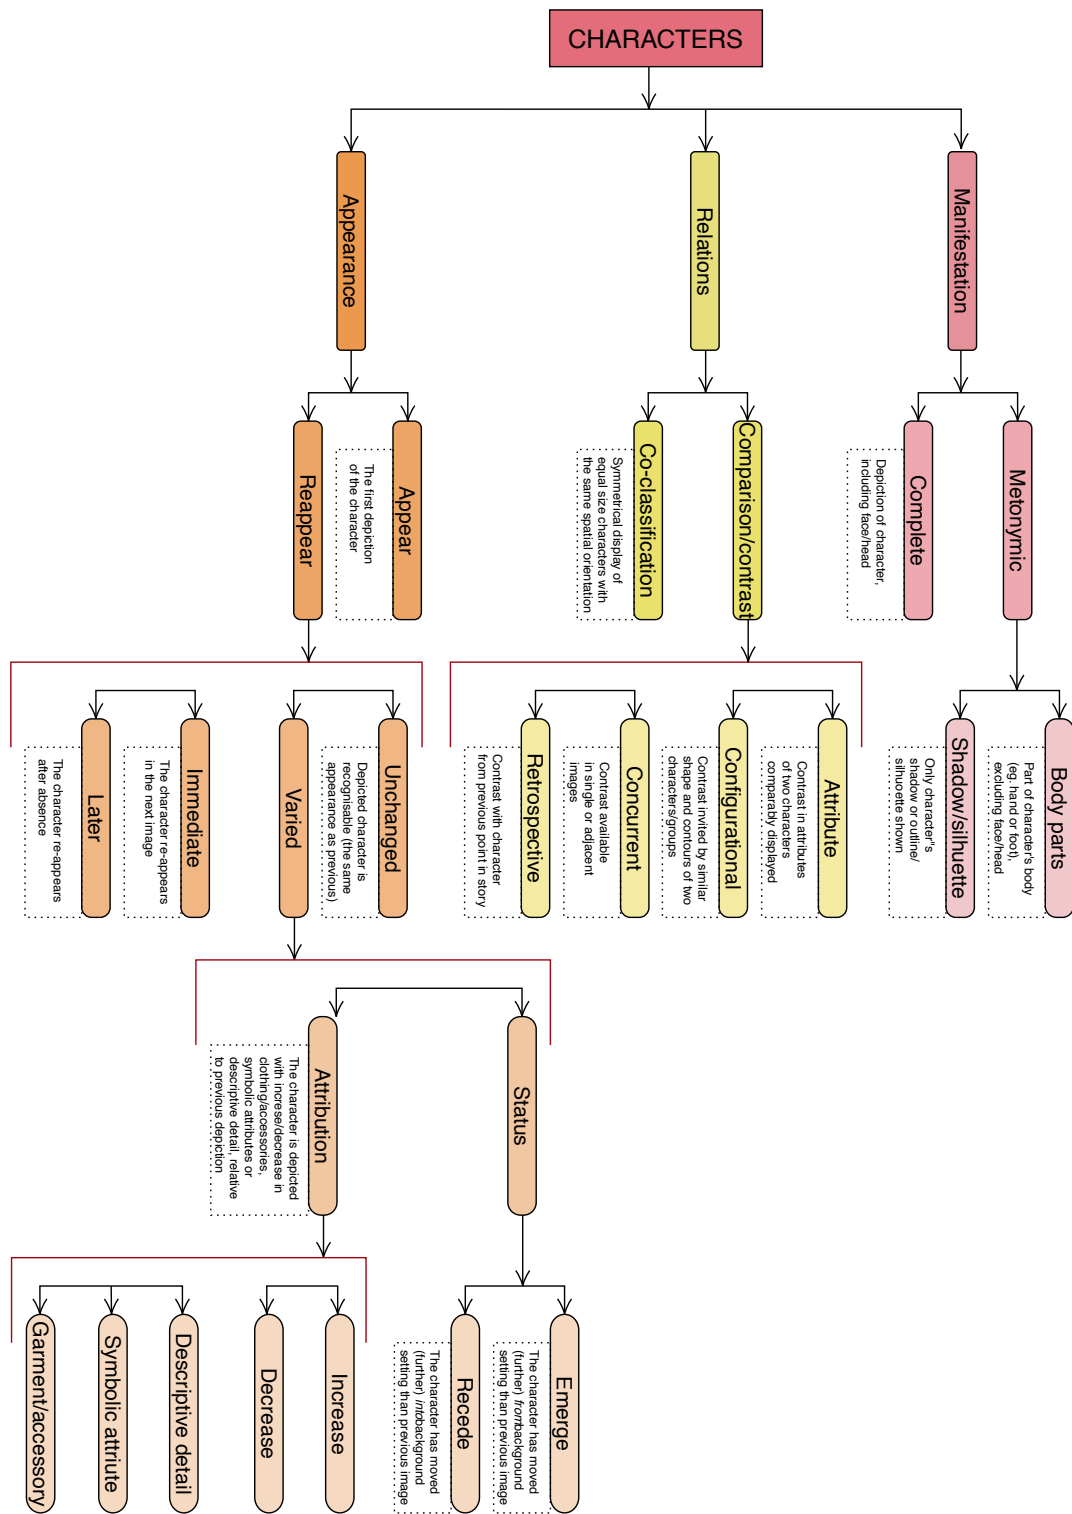 CHARACTERS
Manifestation
Metonymic
Body parts
Part of character's body
(eg. hand or foot),
excluding face/head
Shadow/silhuette
Only character"s
shadow or outline/
silhuoette shown
Complete
Depiction of character,
including face/head
Relations
Comparison/contrast
Attribute
Contrast in attributes
of two characters
comparably displayed
Configurational
Contrast invited by similar
shape and contours of two
characters/groups
Concurrent
Contrast available
in single or adjacent
images
Retrospective
Contrast with character
from previous point in story
Co-classification
Symmetrical display of
equal size characters with
the same spatial orientation
Appearance
Appear
The first depiction
of the character
Reappear
Unchanged
Depicted character is
recognisable (the same
appearance as previous)
Varied
Status
Emerge
The character has moved
(further) from background
setting than previous image
Recede
The character has moved
(further) into background
setting than previous image
Attribution
The character is depicted
with increse/decrease in
clothing/accessories,
symbolic attributes or
descriptive detail, relative
to previous depiction
Increase
Decrease
Descriptive detail
Symbolic attriute
Garment/accessory
Immediate
The character re-appears
in the next image
Later
The character re-appears
after absence